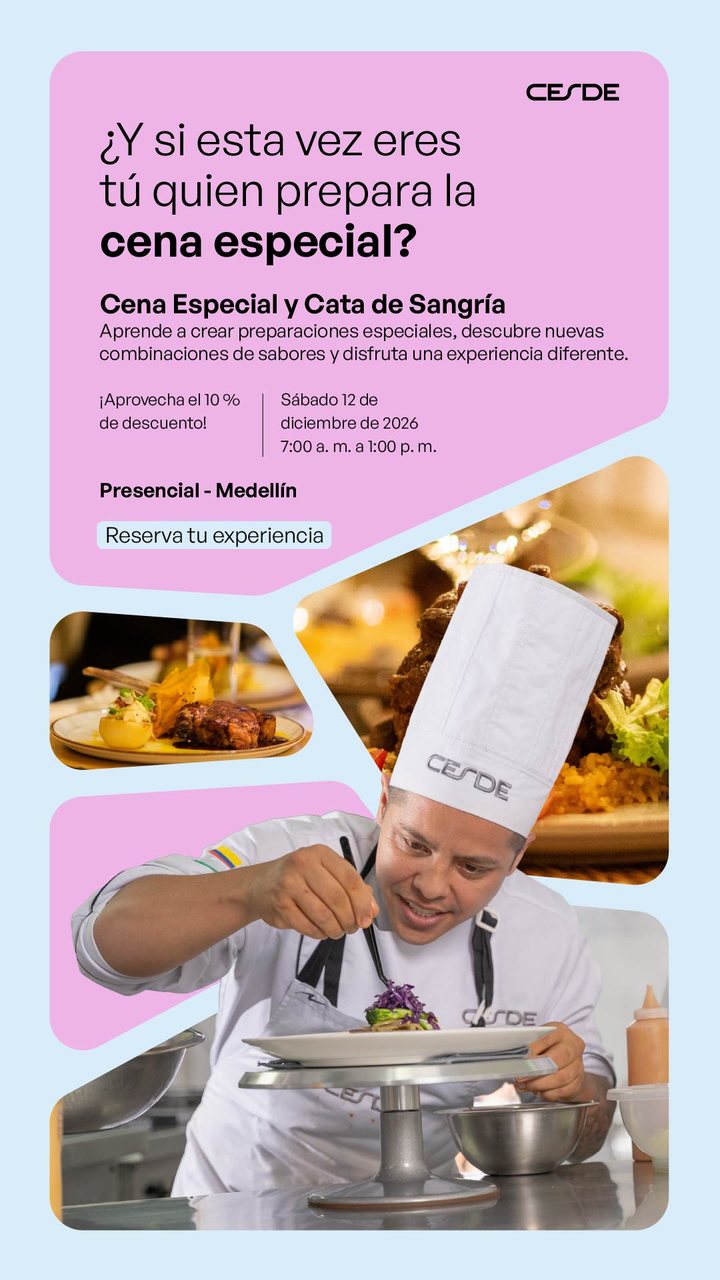 CESDE
¿Y si esta vez eres
tú quien prepara la
cena especial?
Cena Especial y Cata de Sangría
Aprende a crear preparaciones especiales, descubre nuevas
combinaciones de sabores y disfruta una experiencia diferente.
¡Aprovecha el 10 %
de descuento!
Sábado 12 de
diciembre de 2026
7:00 a. m. a 1:00 p. m.
Presencial - Medellín
Reserva tu experiencia
CESDE
CESDE
CESDE